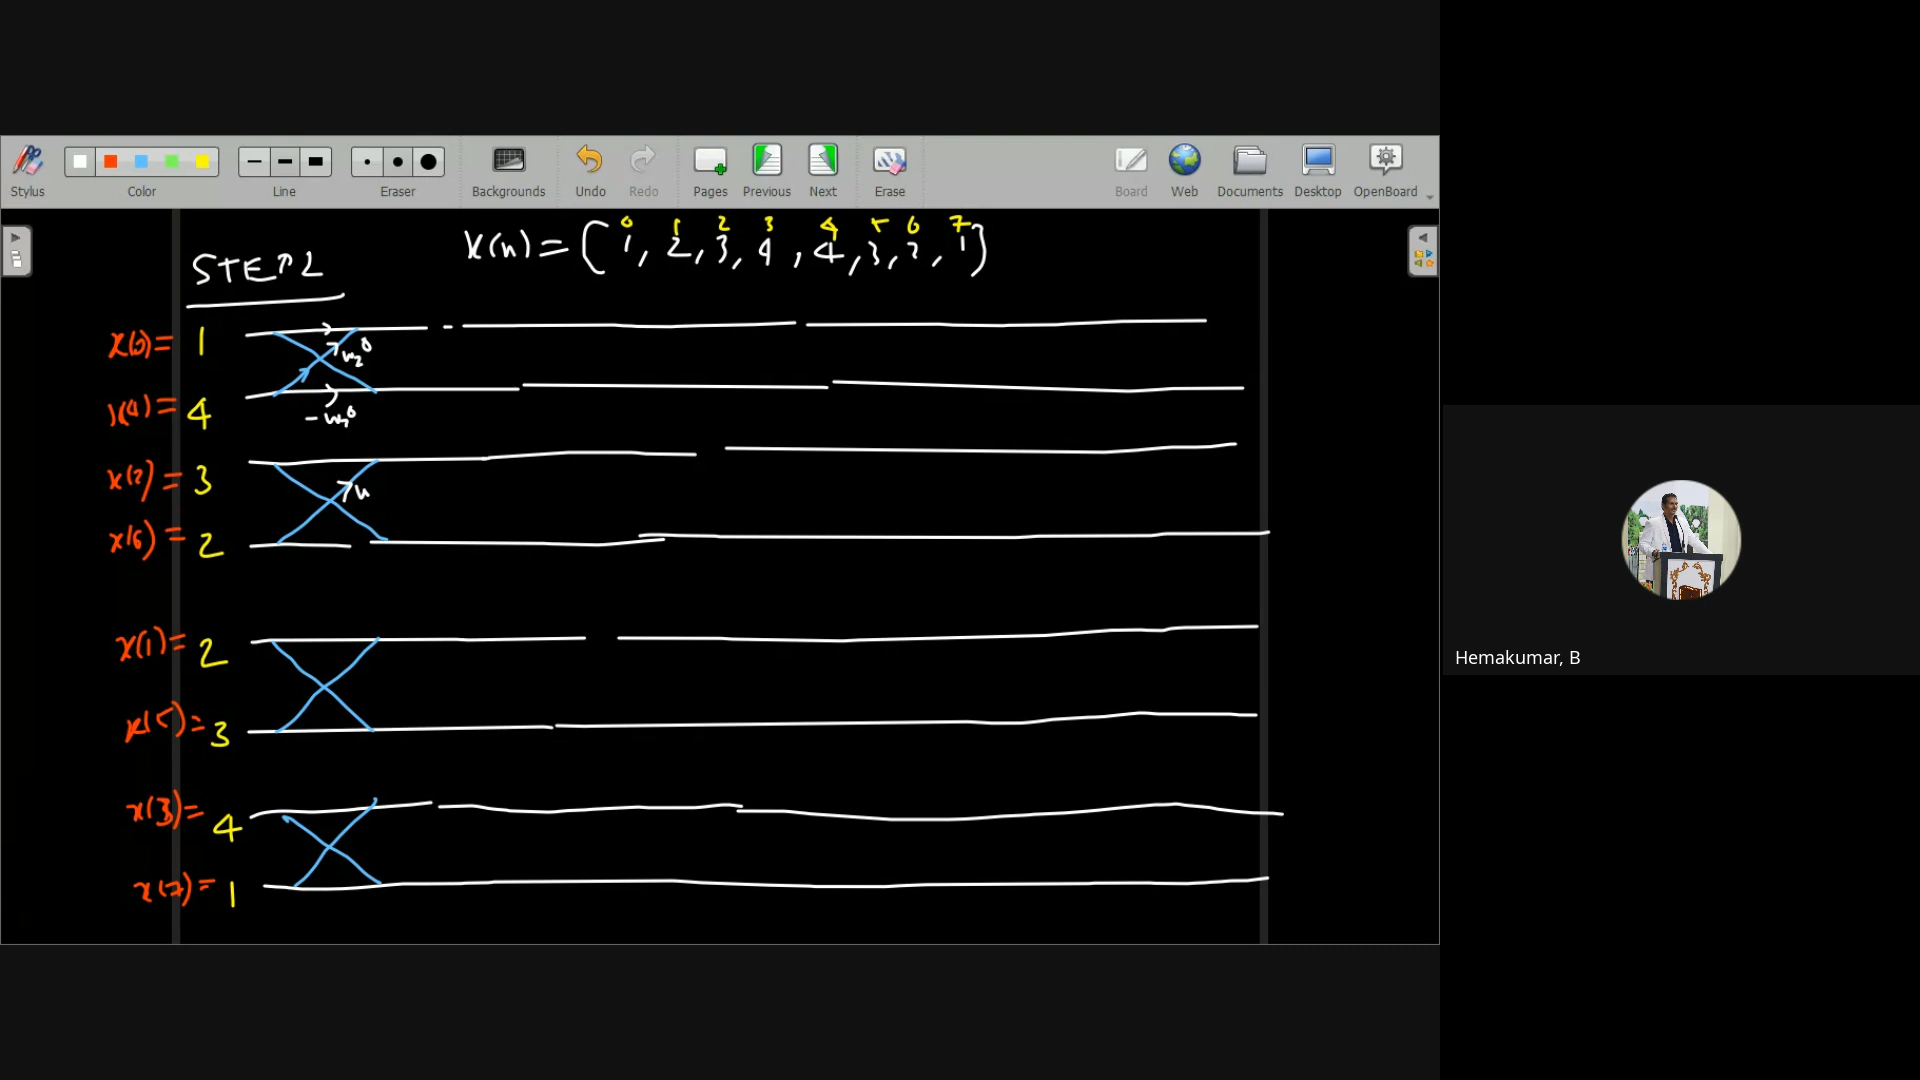 Stylus Color Line Eraser Backgrounds Undo Redo Pages Previous Next Erase Board Web Documents Desktop OpenBoard
0 1 2 3 4 5 6 7
x(n) = [1, 2, 3, 4, 4, 3, 2, 1]
STEP 2
x(0) = 1
w₂⁰
x(4) = 4
x(2) = 3
x(6) = 2
x(1) = 2
x(5) = 3
x(3) = 4
x(7) = 1
Hemakumar, B